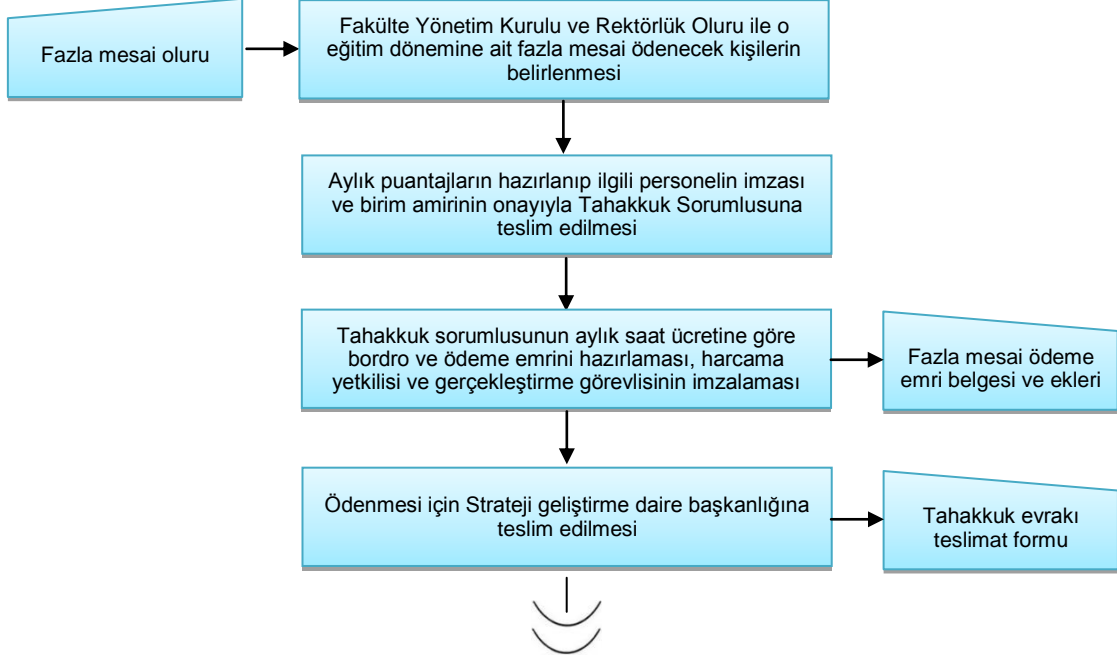 Fazla mesai oluru
Fakülte Yönetim Kurulu ve Rektörlük Oluru ile o
eğitim dönemine ait fazla mesai ödenecek kişilerin
belirlenmesi
Aylık puantajların hazırlanıp ilgili personelin imzası
ve birim amirinin onayıyla Tahakkuk Sorumlusuna
teslim edilmesi
Tahakkuk sorumlusunun aylık saat ücretine göre
bordro ve ödeme emrini hazırlaması, harcama
yetkilisi ve gerçekleştirme görevlisinin imzalaması
Fazla mesai ödeme
emri belgesi ve ekleri
Ödenmesi için Strateji geliştirme daire başkanlığına
teslim edilmesi
Tahakkuk evrakı
teslimat formu